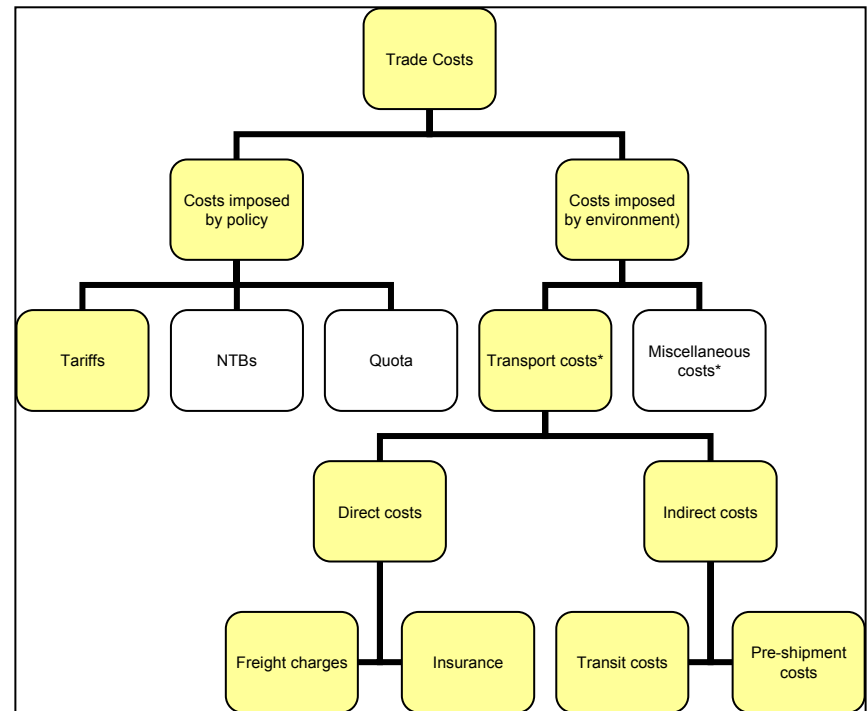 Trade Costs
Costs imposed
by policy
Costs imposed
by environment)
Tariffs
NTBs
Quota
Transport costs*
Miscellaneous
costs*
Direct costs
Indirect costs
Freight charges
Insurance
Transit costs
Pre-shipment
costs